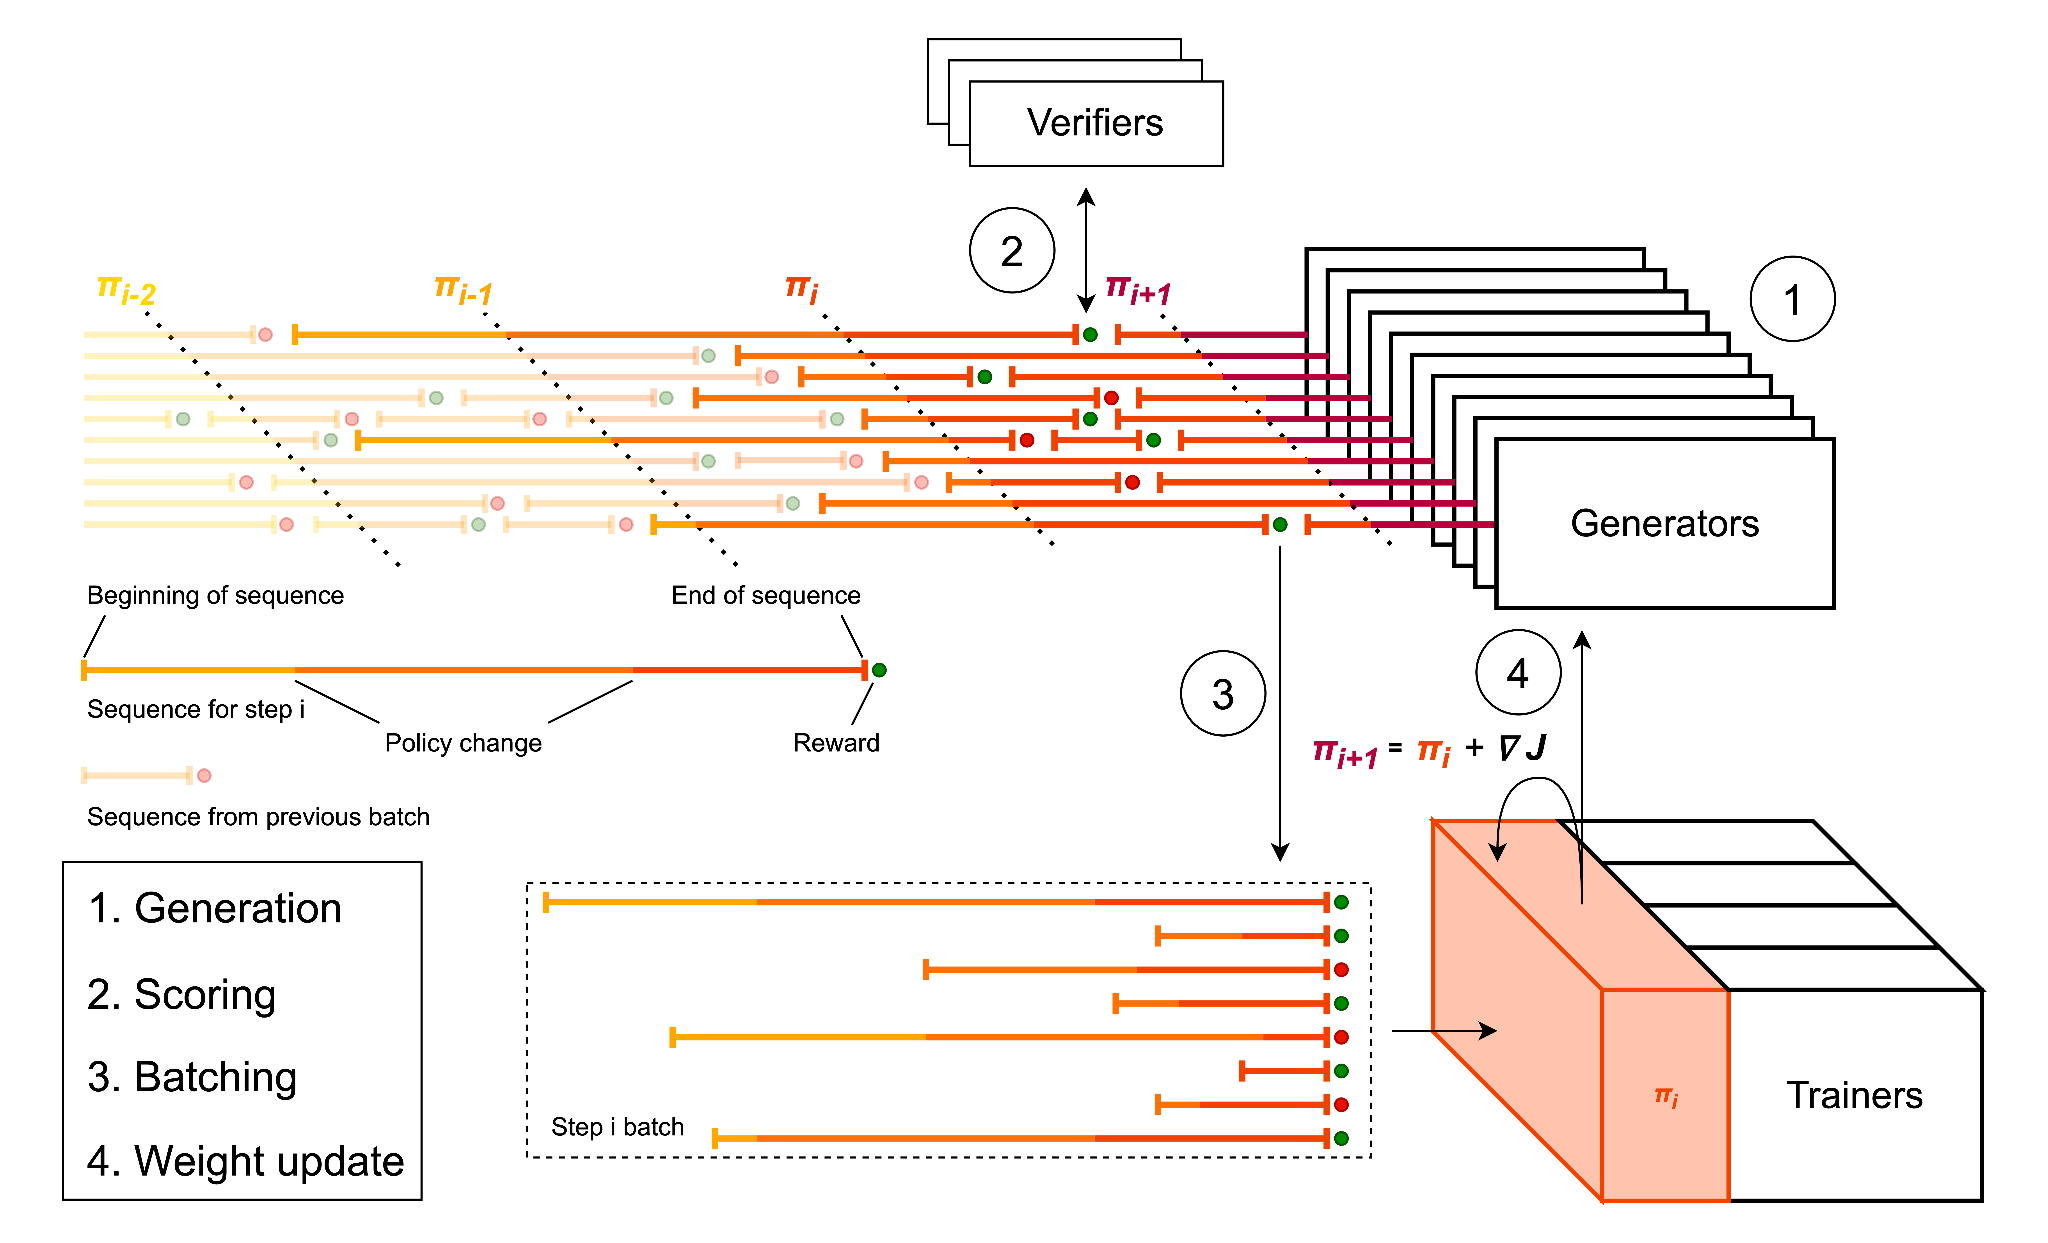 Verifiers
2
1
π_{i-2}
π_{i-1}
π_i
π_{i+1}
Generators
Beginning of sequence
End of sequence
Sequence for step i
Policy change
Reward
Sequence from previous batch
3
4
π_{i+1} = π_i + ∇J
1. Generation
2. Scoring
3. Batching
4. Weight update
Step i batch
π_i
Trainers